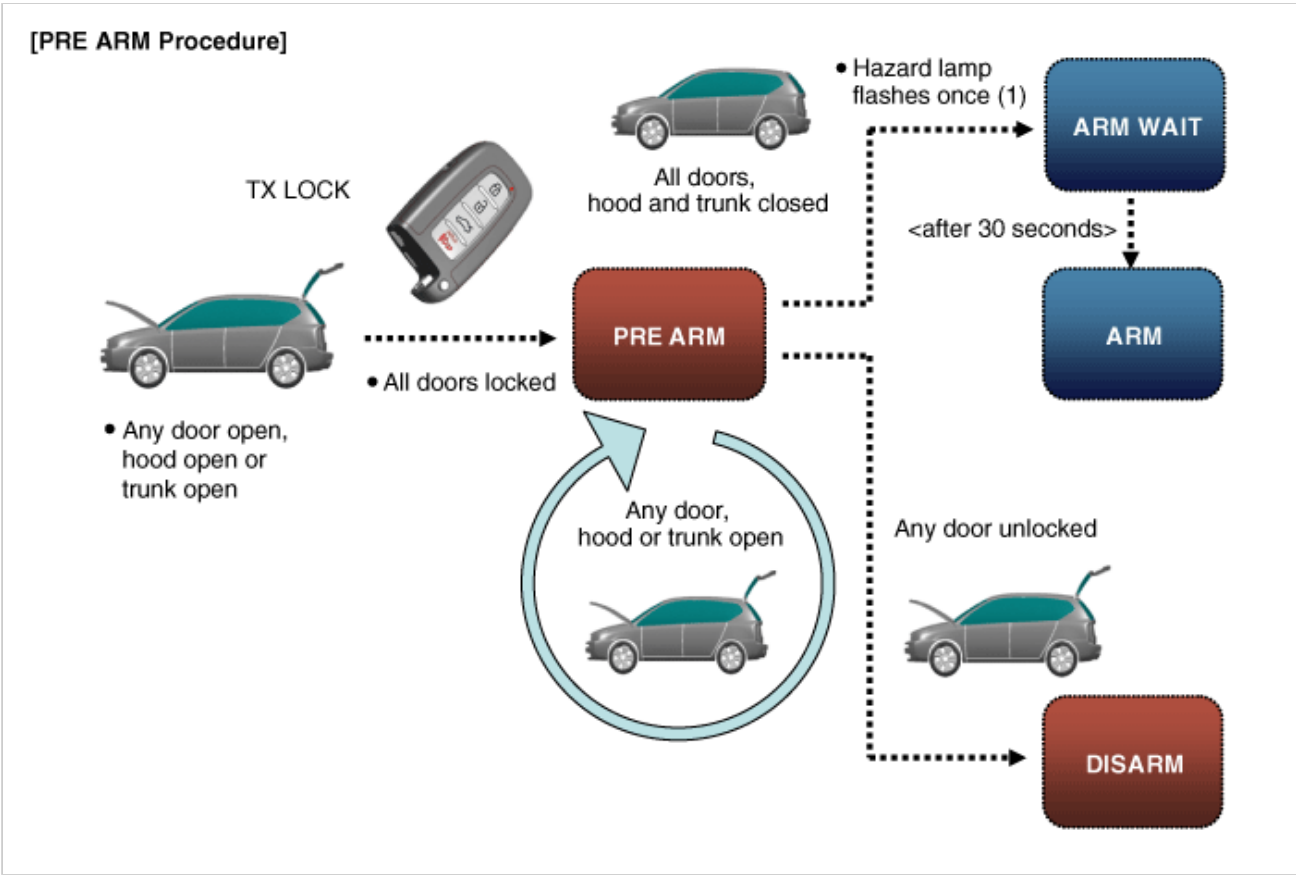 [PRE ARM Procedure]
TX LOCK
• Any door open,
hood open or
trunk open
• All doors locked
PRE ARM
All doors,
hood and trunk closed
• Hazard lamp
flashes once (1)
ARM WAIT
<after 30 seconds>
ARM
Any door,
hood or trunk open
Any door unlocked
DISARM